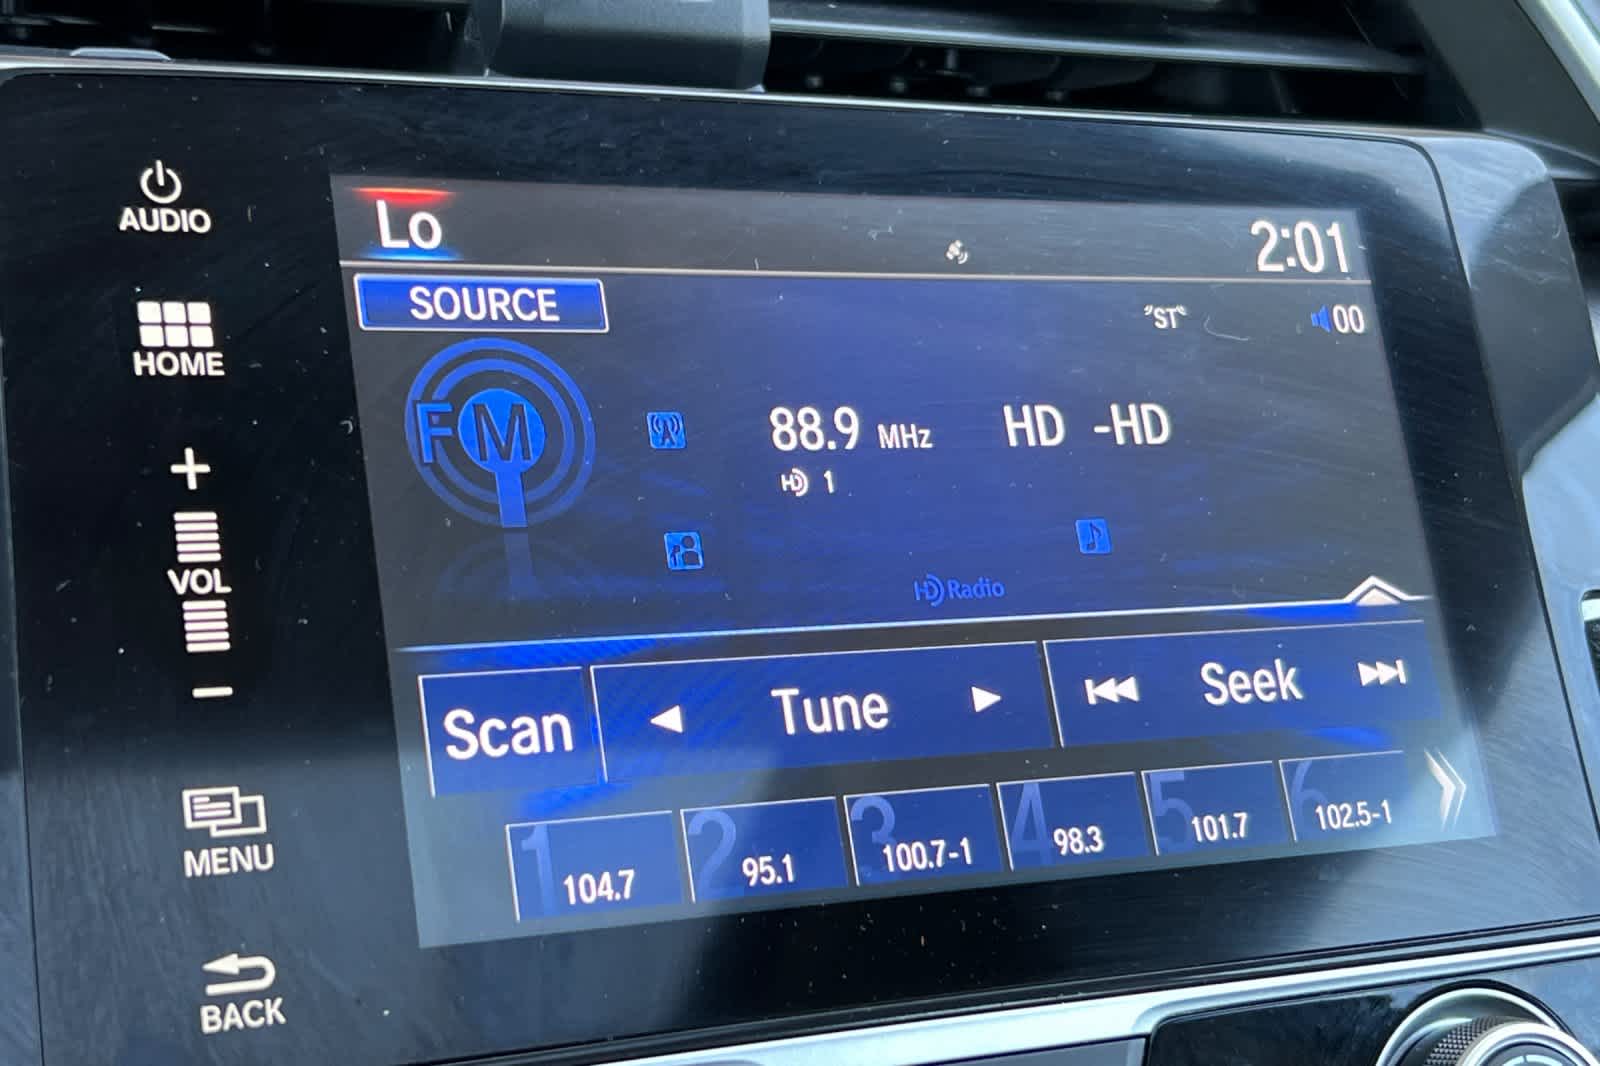 AUDIO
Lo
2:01
SOURCE
"ST"
00
HOME
FM
88.9 MHz HD -HD
HD 1
+
VOL
−
HD Radio
Scan
Tune
Seek
1 104.7
2 95.1
3 100.7-1
4 98.3
5 101.7
6 102.5-1
MENU
BACK